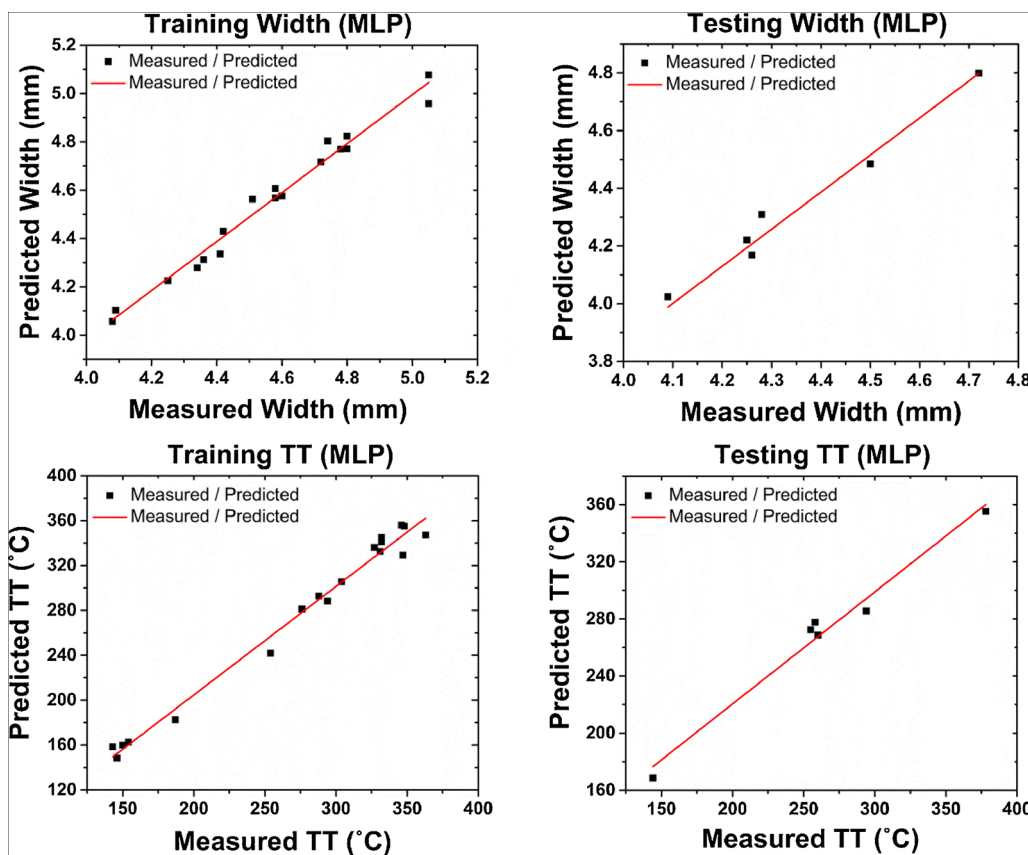 Training Width (MLP)
5.2
5.0
4.8
4.6
4.4
4.2
4.0
Predicted Width (mm)
Measured / Predicted
Measured / Predicted
4.0 4.2 4.4 4.6 4.8 5.0 5.2
Measured Width (mm)
Testing Width (MLP)
4.8
4.6
4.4
4.2
4.0
3.8
Predicted Width (mm)
Measured / Predicted
Measured / Predicted
4.0 4.1 4.2 4.3 4.4 4.5 4.6 4.7 4.8
Measured Width (mm)
Training TT (MLP)
400
360
320
280
240
200
160
120
Predicted TT (˚C)
Measured / Predicted
Measured / Predicted
150 200 250 300 350 400
Measured TT (˚C)
Testing TT (MLP)
360
320
280
240
200
160
Predicted TT (˚C)
Measured / Predicted
Measured / Predicted
150 200 250 300 350 400
Measured TT (˚C)